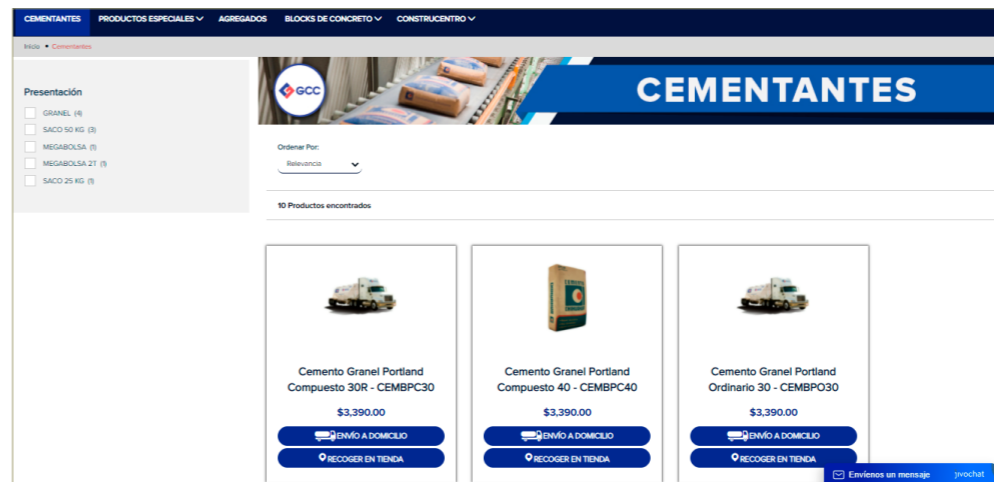 CEMENTANTES PRODUCTOS ESPECIALES AGREGADOS BLOCKS DE CONCRETO CONSTRUCENTRO
Inicio • Cementantes
Presentación
GRANEL (4)
SACO 50 KG (3)
MEGABOLSA (1)
MEGABOLSA 2T (1)
SACO 25 KG (1)
GCC
CEMENTANTES
Ordenar Por:
Relevancia
10 Productos encontrados
CEMENTO
Cemento Granel Portland
Compuesto 30R - CEMBPC30
$3,390.00
ENVÍO A DOMICILIO
RECOGER EN TIENDA
Cemento Granel Portland
Compuesto 40 - CEMBPC40
$3,390.00
ENVÍO A DOMICILIO
RECOGER EN TIENDA
Cemento Granel Portland
Ordinario 30 - CEMBPO30
$3,390.00
ENVÍO A DOMICILIO
RECOGER EN TIENDA
Envíenos un mensaje jivochat